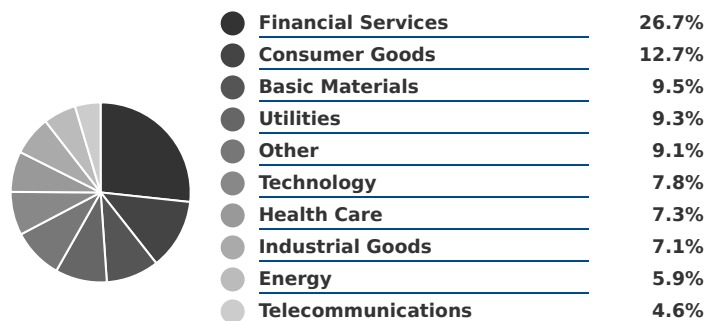 Financial Services 26.7%
Consumer Goods 12.7%
Basic Materials 9.5%
Utilities 9.3%
Other 9.1%
Technology 7.8%
Health Care 7.3%
Industrial Goods 7.1%
Energy 5.9%
Telecommunications 4.6%